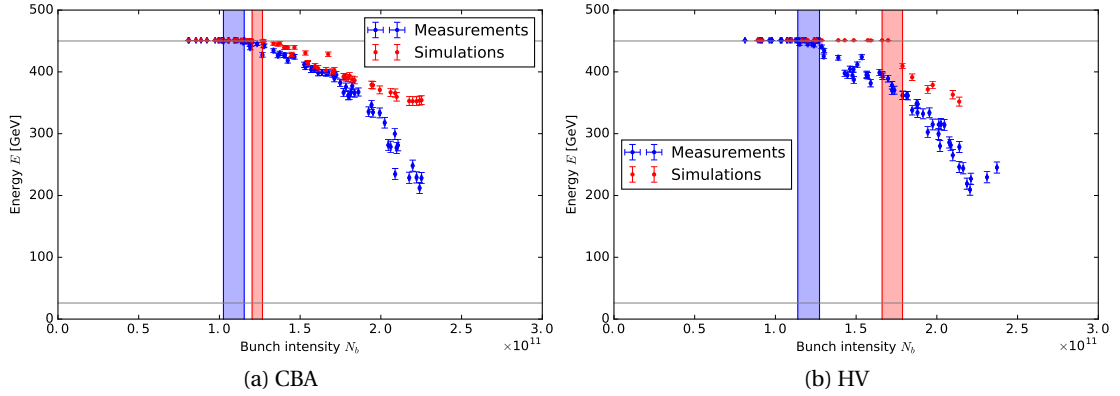 500
400
300
200
100
0
0.0 0.5 1.0 1.5 2.0 2.5 3.0
Energy E [GeV]
Bunch intensity N_b
×10^11
Measurements
Simulations
(a) CBA
500
400
300
200
100
0
0.0 0.5 1.0 1.5 2.0 2.5 3.0
Energy E [GeV]
Bunch intensity N_b
×10^11
Measurements
Simulations
(b) HV